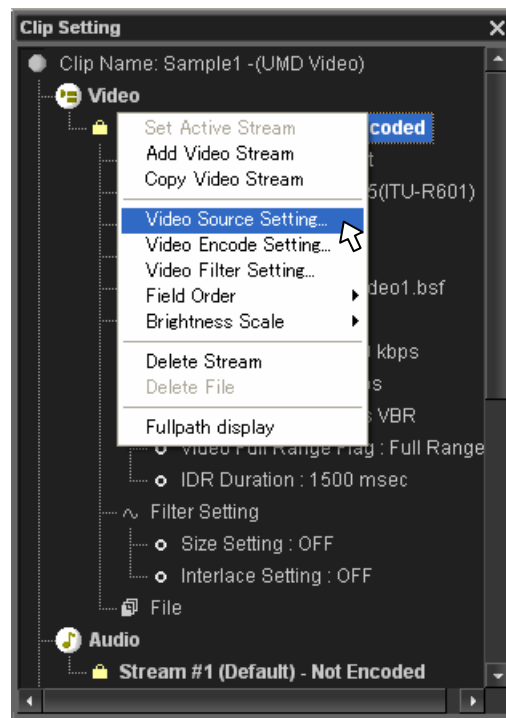 Clip Setting
Clip Name: Sample1 -(UMD Video)
Video
coded
Set Active Stream
Add Video Stream
t
Copy Video Stream
5(ITU-R601)
Video Source Setting...
Video Encode Setting...
Video Filter Setting...
Field Order
deo1.bsf
Brightness Scale
kbps
Delete Stream
Delete File
s
VBR
Fullpath display
Video Full Range Flag : Full Range
IDR Duration : 1500 msec
Filter Setting
Size Setting : OFF
Interlace Setting : OFF
File
Audio
Stream #1 (Default) - Not Encoded